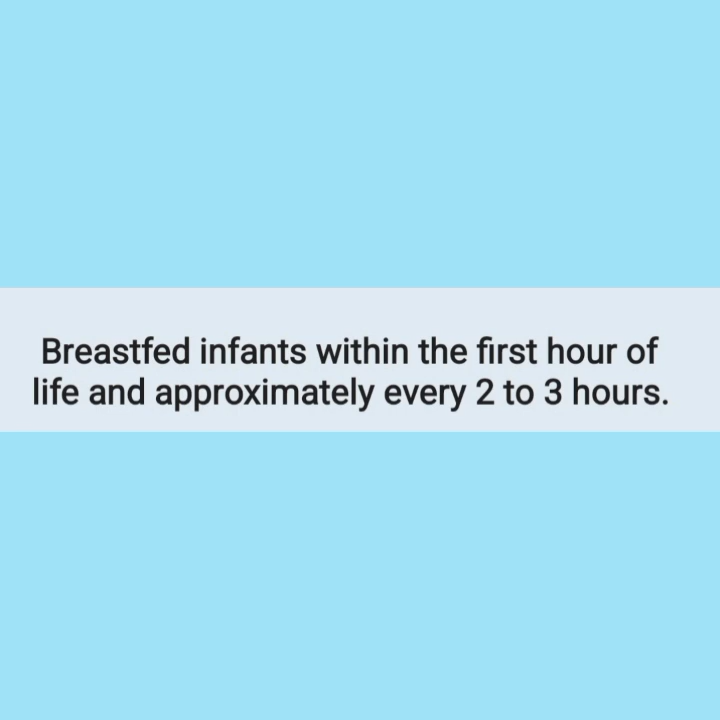 Breastfed infants within the first hour of
life and approximately every 2 to 3 hours.